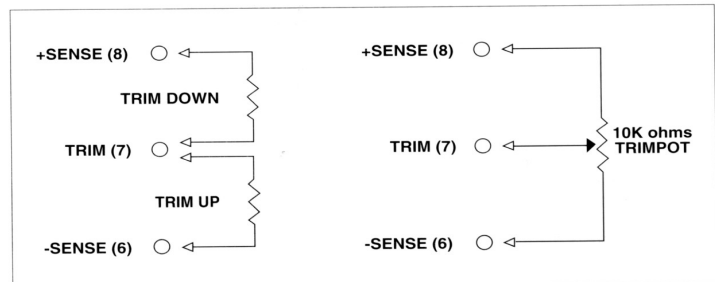 +SENSE (8)
TRIM DOWN
TRIM (7)
TRIM UP
-SENSE (6)
+SENSE (8)
TRIM (7)
10K ohms
TRIMPOT
-SENSE (6)